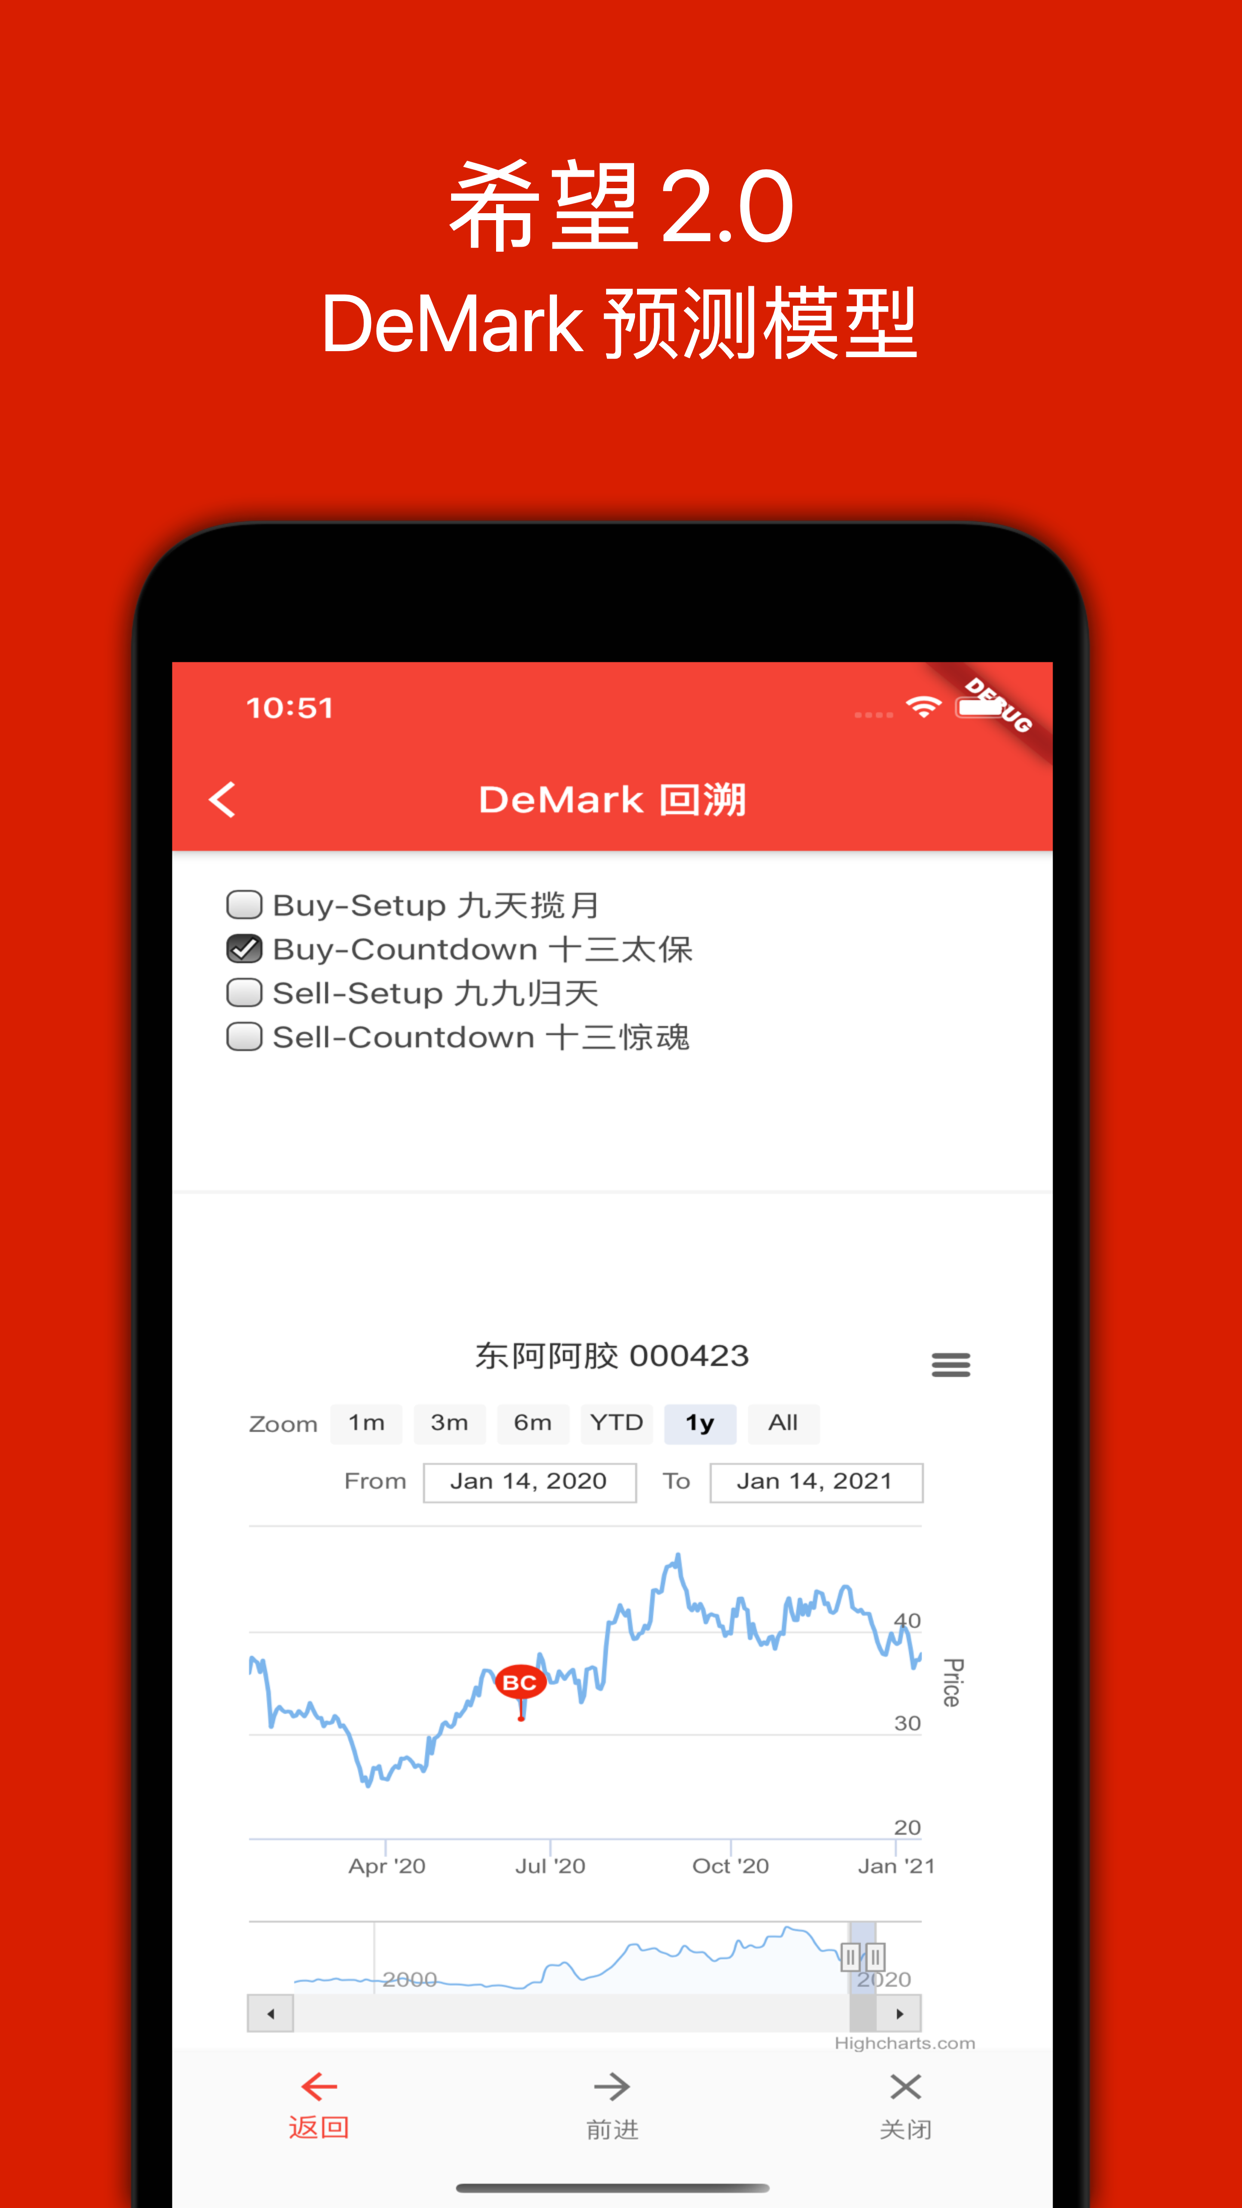 希望 2.0
DeMark 预测模型
10:51
DEBUG
DeMark 回溯
Buy-Setup 九天揽月
Buy-Countdown 十三太保
Sell-Setup 九九归天
Sell-Countdown 十三惊魂
东阿阿胶 000423
Zoom 1m 3m 6m YTD 1y All
From Jan 14, 2020 To Jan 14, 2021
40
BC
Price
30
20
Apr '20 Jul '20 Oct '20 Jan '21
2000 2020
Highcharts.com
返回 前进 关闭